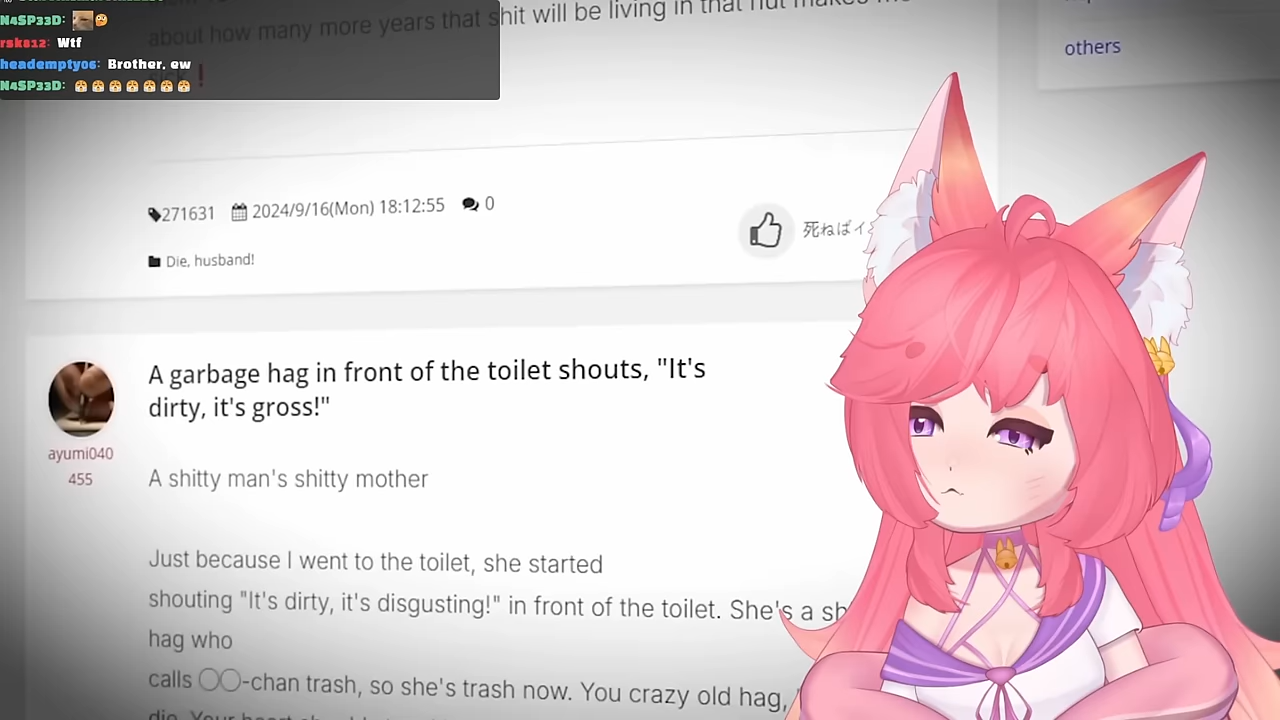 N4SP33D:
rsk812: Wtf
heademptyos: Brother, ew
N4SP33D:
about how many more years that shit will be living in that hut makes me
others
271631 2024/9/16(Mon) 18:12:55 0
死ねばイ
Die, husband!
A garbage hag in front of the toilet shouts, "It's
dirty, it's gross!"
ayumi040
455
A shitty man's shitty mother
Just because I went to the toilet, she started
shouting "It's dirty, it's disgusting!" in front of the toilet. She's a sh
hag who
calls ○○-chan trash, so she's trash now. You crazy old hag,